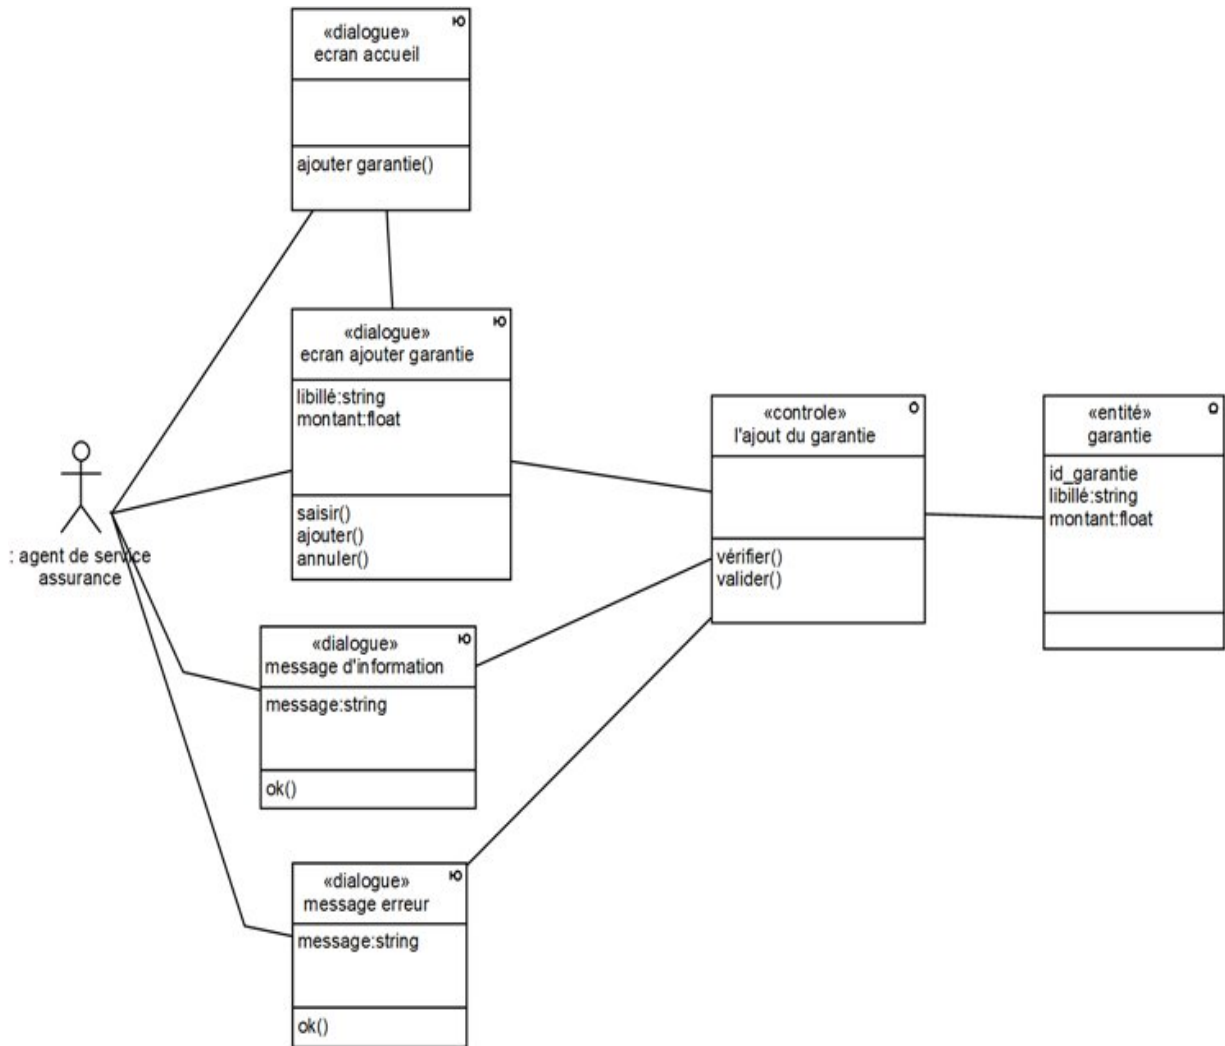 «dialogue»
ecran accueil
ajouter garantie()
«dialogue»
ecran ajouter garantie
libillé:string
montant:float
saisir()
ajouter()
annuler()
«controle»
l'ajout du garantie
vérifier()
valider()
«entité»
garantie
id_garantie
libillé:string
montant:float
: agent de service
assurance
«dialogue»
message d'information
message:string
ok()
«dialogue»
message erreur
message:string
ok()